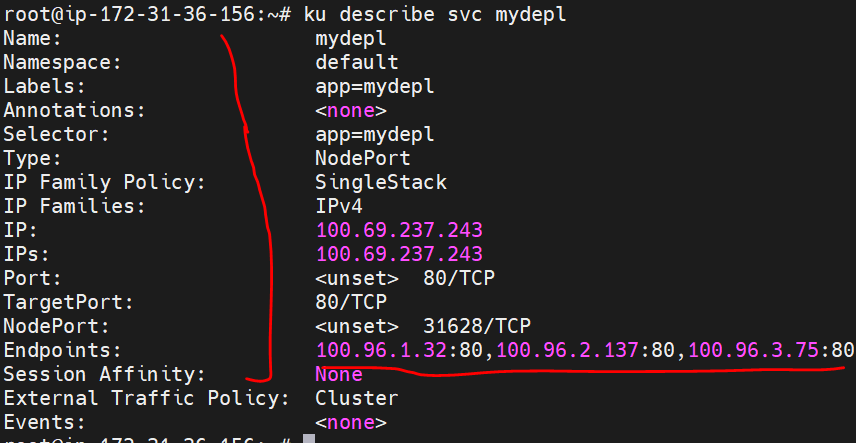 root@ip-172-31-36-156:~# ku describe svc mydepl
Name: mydepl
Namespace: default
Labels: app=mydepl
Annotations: <none>
Selector: app=mydepl
Type: NodePort
IP Family Policy: SingleStack
IP Families: IPv4
IP: 100.69.237.243
IPs: 100.69.237.243
Port: <unset> 80/TCP
TargetPort: 80/TCP
NodePort: <unset> 31628/TCP
Endpoints: 100.96.1.32:80,100.96.2.137:80,100.96.3.75:80
Session Affinity: None
External Traffic Policy: Cluster
Events: <none>
root@ip-172-31-36-156:~#